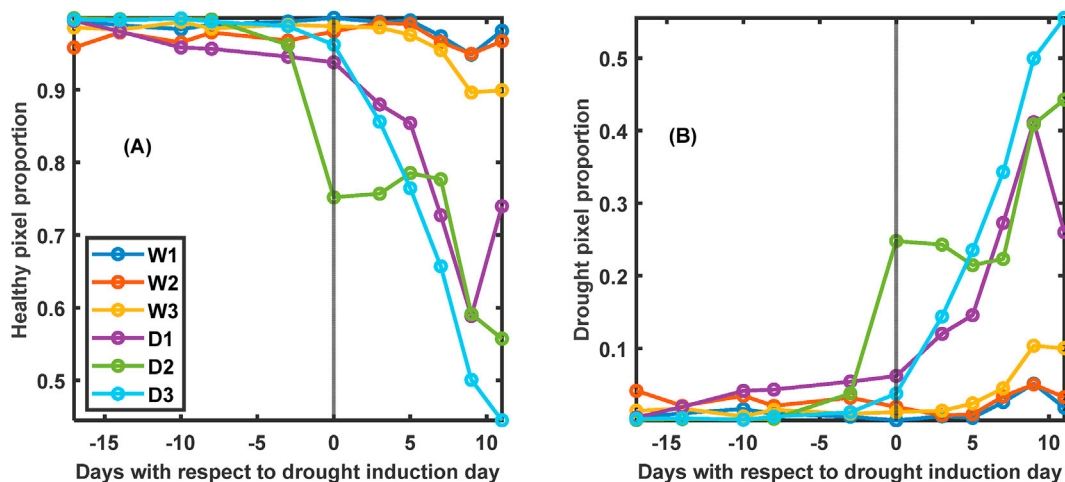 Healthy pixel proportion
0.9
0.8
0.7
0.6
0.5
(A)
W1
W2
W3
D1
D2
D3
-15 -10 -5 0 5 10
Days with respect to drought induction day
Drought pixel proportion
0.5
0.4
0.3
0.2
0.1
(B)
-15 -10 -5 0 5 10
Days with respect to drought induction day